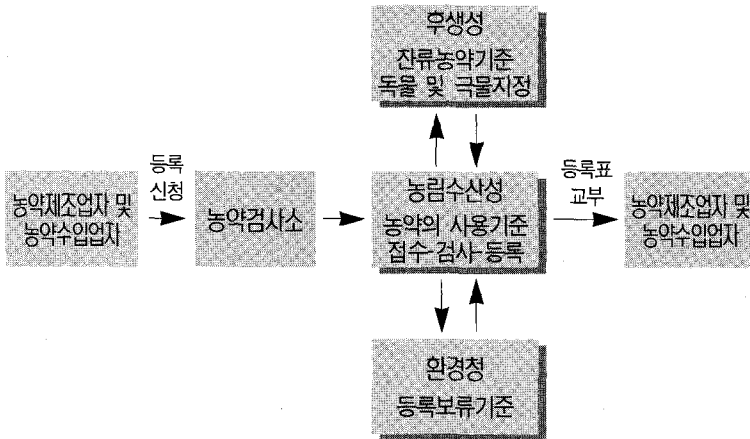 후생성
잔류농약기준
독물 및 극물지정
등록
신청
등록표
교부
농약제조업자 및
농약수입업자
농약검사소
농림수산성
농약의 사용기준
접수-검사-등록
농약제조업자 및
농약수입업자
환경청
등록보류기준